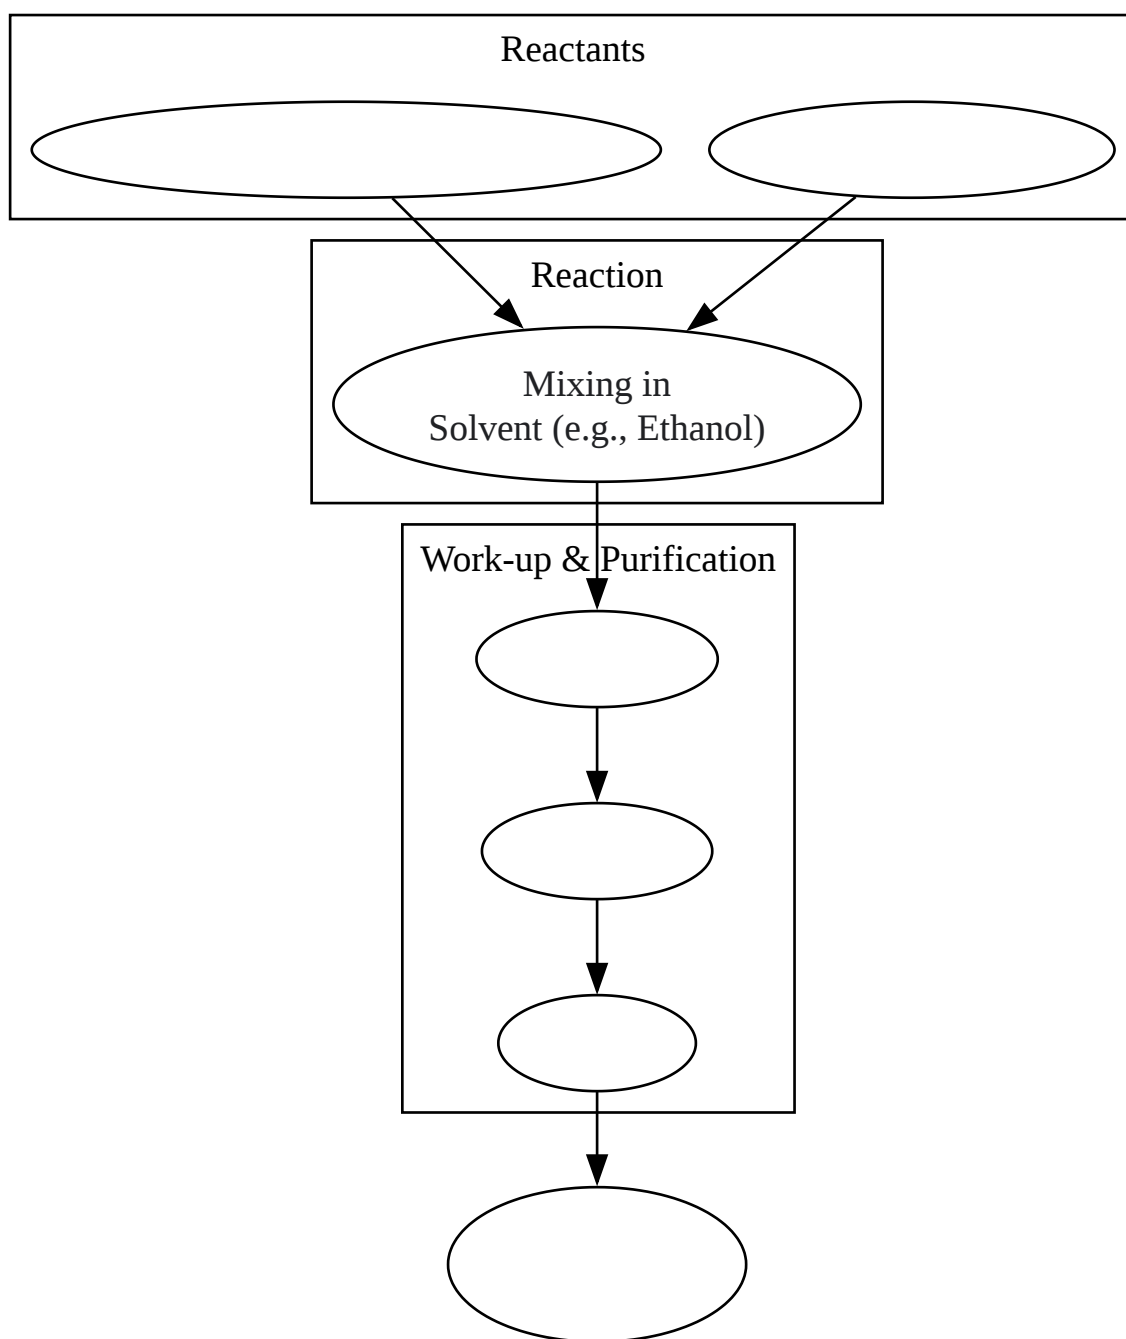 Reactants
Reaction
Mixing in
Solvent (e.g., Ethanol)
Work-up & Purification